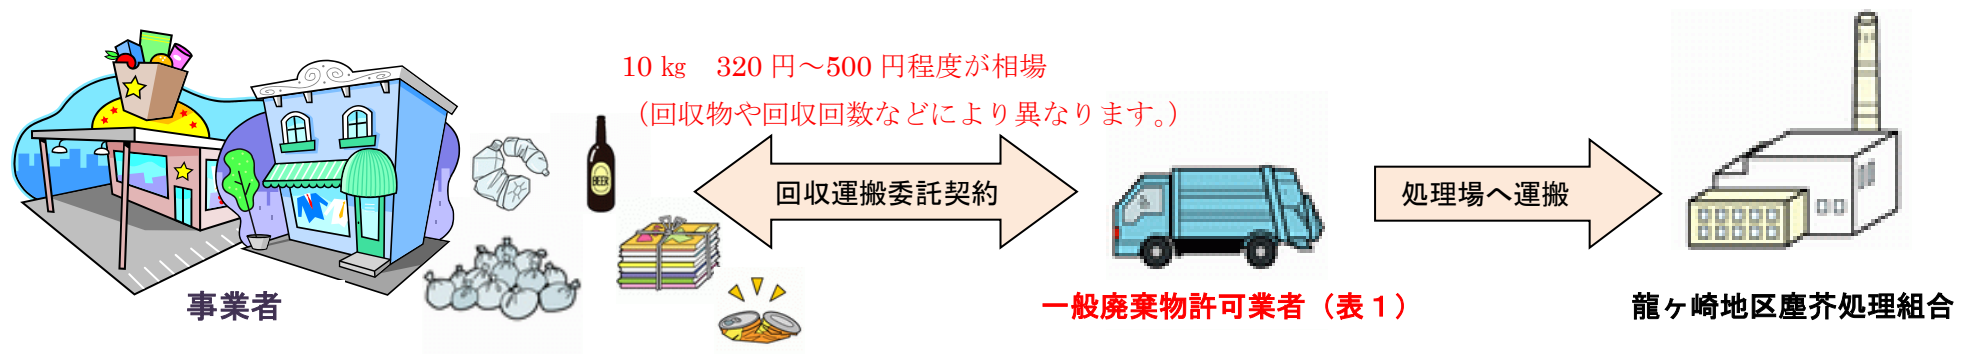 10 ㎏　320 円～500 円程度が相場
（回収物や回収回数などにより異なります。）
回収運搬委託契約
処理場へ運搬
BEER
事業者
一般廃棄物許可業者（表１）
龍ヶ崎地区塵芥処理組合